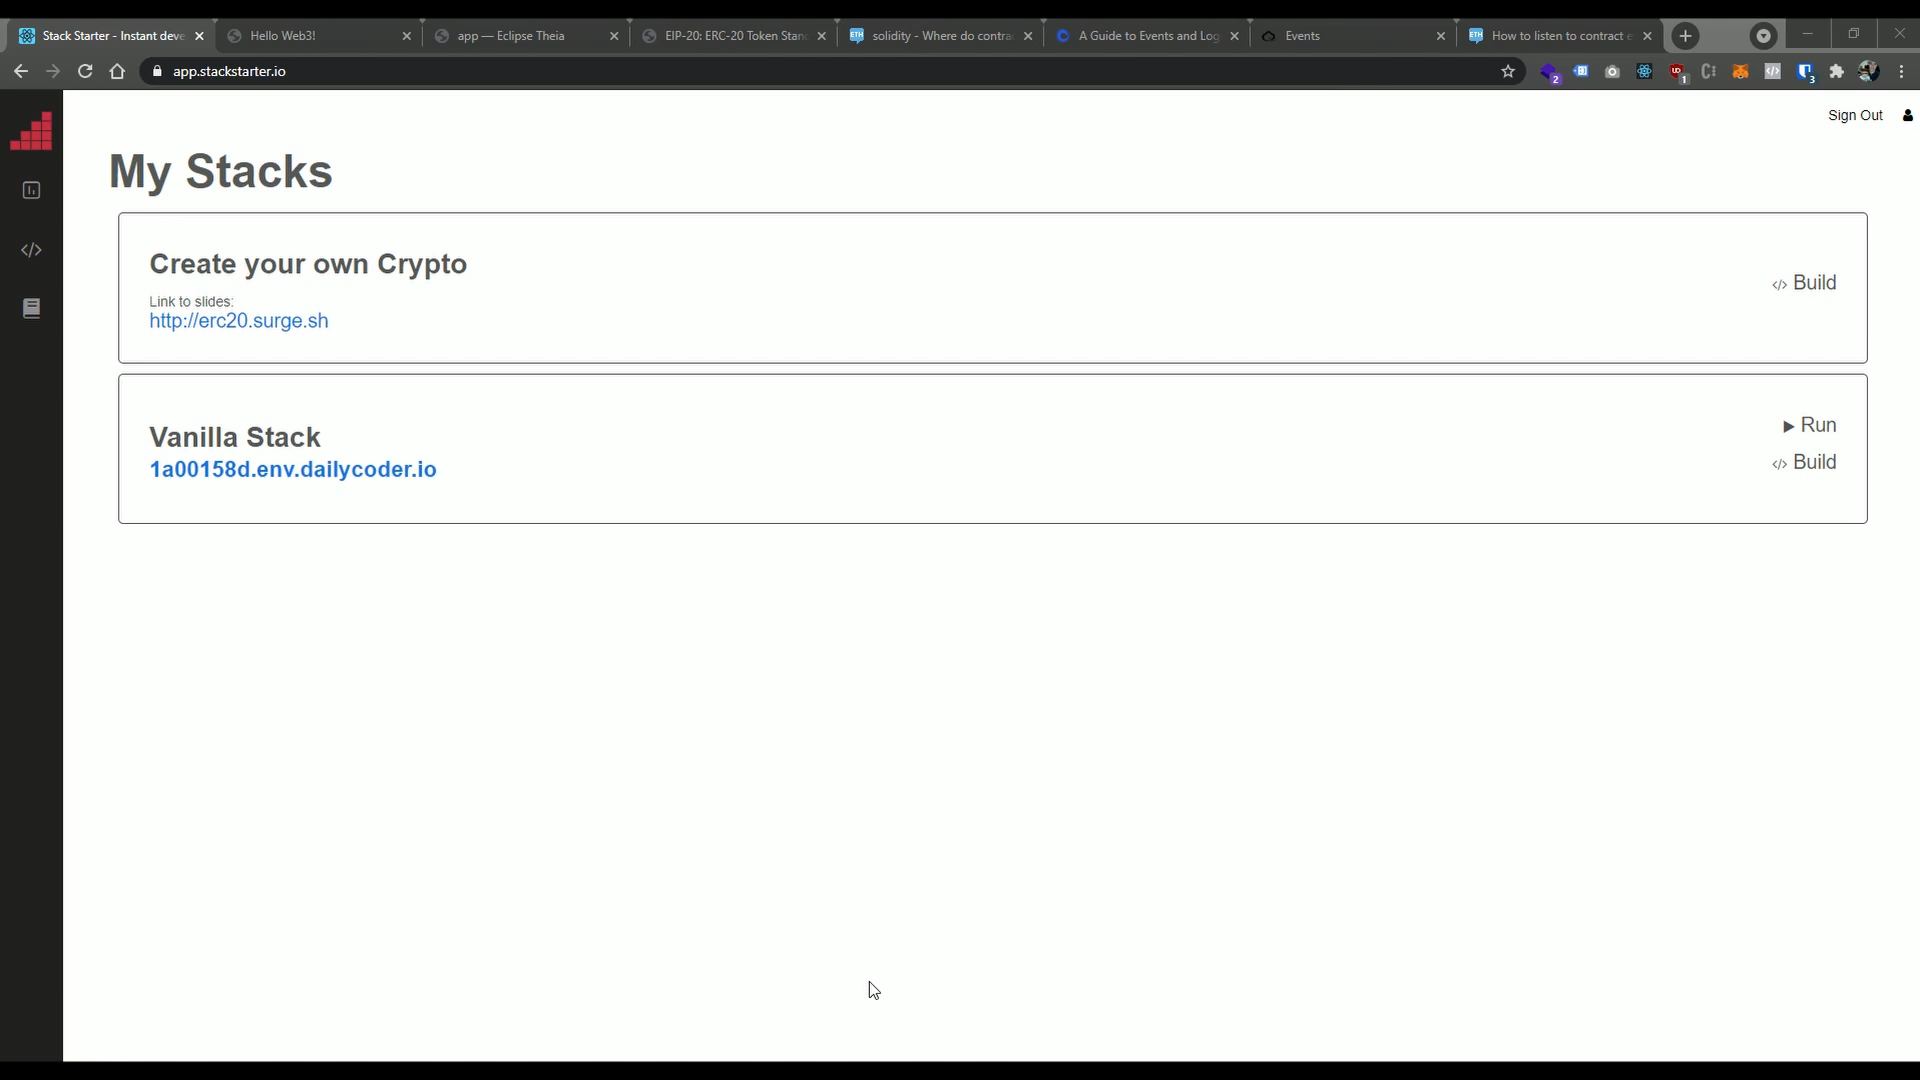 Stack Starter - Instant deve
Hello Web3!
app — Eclipse Theia
EIP-20: ERC-20 Token Stan
solidity - Where do contra
A Guide to Events and Log
Events
How to listen to contract e
app.stackstarter.io
2
1
3
Sign Out
My Stacks
Create your own Crypto
Link to slides:
http://erc20.surge.sh
</> Build
Vanilla Stack
1a00158d.env.dailycoder.io
Run
</> Build